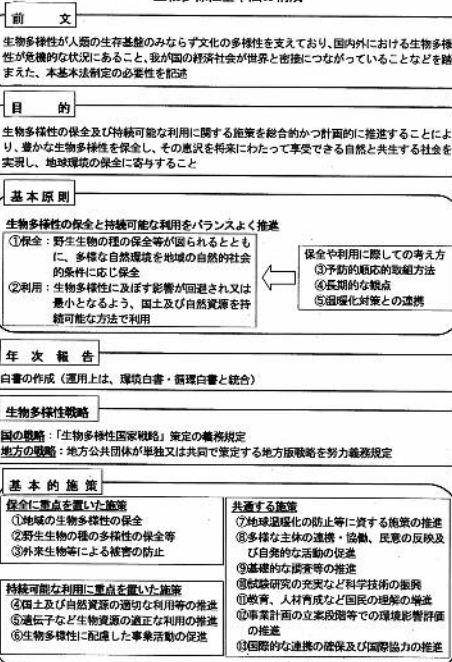 前文
生物多様性が人類の生存基盤のみならず文化の多様性を支えており、国内外における生物多様
性が危機的な状況にあること、我が国の経済社会が世界と密接につながっていることなどを踏
まえた、本基本法制定の必要性を記述
目的
生物多様性の保全及び持続可能な利用に関する施策を総合的かつ計画的に推進することによ
り、豊かな生物多様性を保全し、その恵沢を将来にわたって享受できる自然と共生する社会を
実現し、地球環境の保全に寄与すること
基本原則
生物多様性の保全と持続可能な利用をバランスよく推進
①保全：野生生物の種の保全等が図られるととも
に、多様な自然環境を地域の自然的社会
的条件に応じ保全
②利用：生物多様性に及ぼす影響が回避され又は
最小となるよう、国土及び自然資源を持
続可能な方法で利用
保全や利用に際しての考え方
③予防的順応的取組方法
④長期的な観点
⑤温暖化対策との連携
年次報告
白書の作成（運用上は、環境白書・循環白書と統合）
生物多様性戦略
国の戦略：「生物多様性国家戦略」策定の義務規定
地方の戦略：地方公共団体が単独又は共同で策定する地方版戦略を努力義務規定
基本的施策
保全に重点を置いた施策
①地域の生物多様性の保全
②野生生物の種の多様性の保全等
③外来生物等による被害の防止
持続可能な利用に重点を置いた施策
④国土及び自然資源の適切な利用等の推進
⑤遺伝子など生物資源の適正な利用の推進
⑥生物多様性に配慮した事業活動の促進
共通する施策
⑦地球温暖化の防止等に資する施策の推進
⑧多様な主体の連携・協働、民意の反映及
び自発的な活動の促進
⑨基礎的な調査等の推進
⑩試験研究の充実など科学技術の振興
⑪教育、人材育成など国民の理解の増進
⑫事業計画の立案段階等での環境影響評価
の推進
⑬国際的な連携の確保及び国際協力の推進